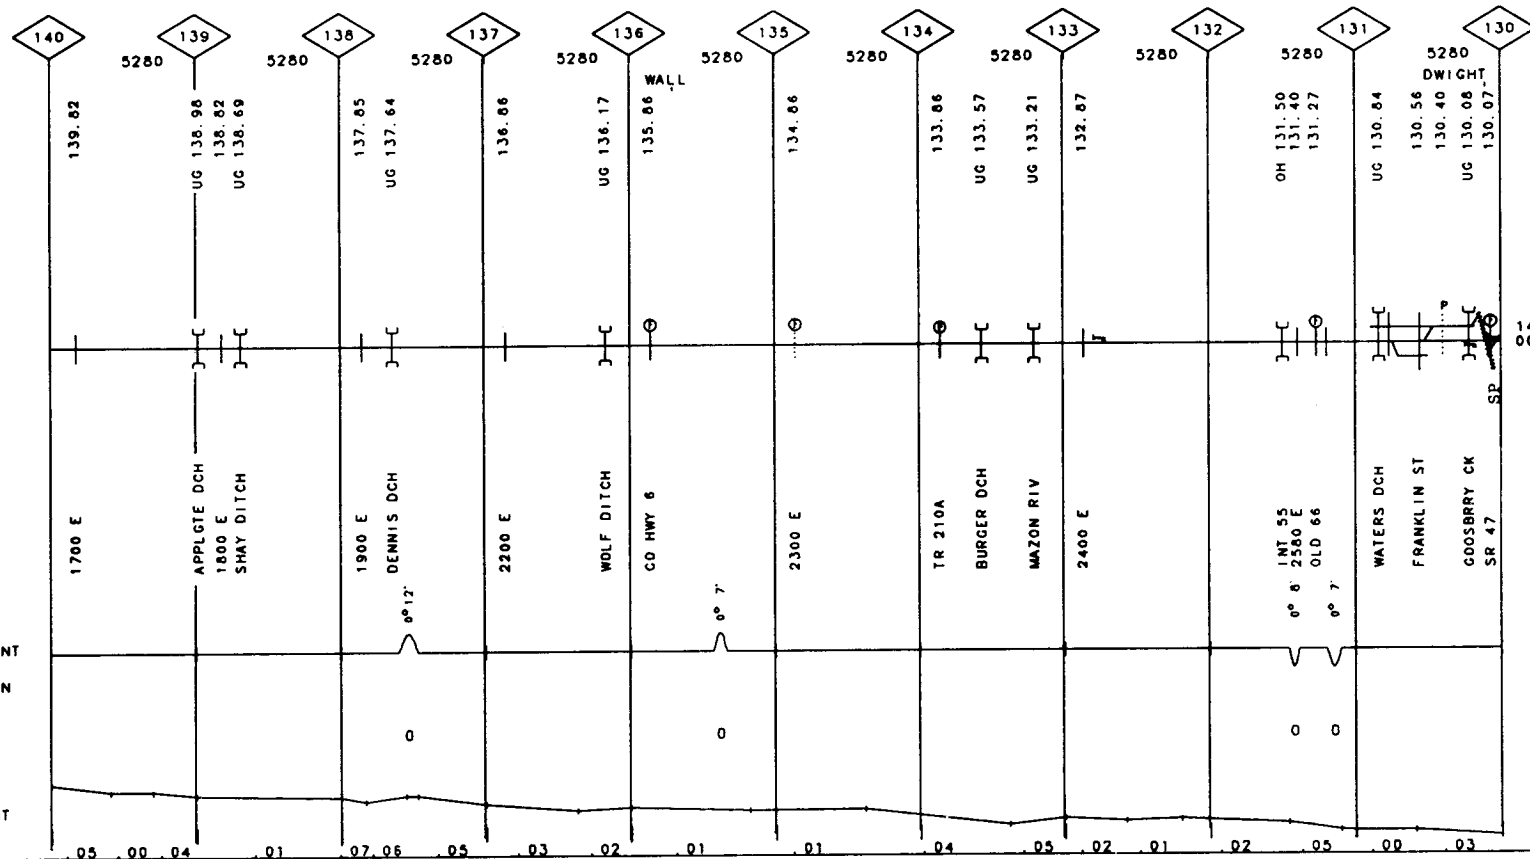 140 139 138 137 136 135 134 133 132 131 130
5280 5280 5280 5280 5280 5280 5280 5280 5280 5280
WALL DWIGHT
139.82
UG 138.98
138.82
UG 138.69
137.85
UG 137.64
136.86
UG 136.17
135.86
134.86
133.86
UG 133.57
UG 133.21
132.87
OH 131.50
131.40
131.27
UG 130.84
130.56
130.40
UG 130.08
130.07
P
SP
1700 E
APPLGTE DCH
1800 E
SHAY DITCH
1900 E
DENNIS DCH
2200 E
WOLF DITCH
CO HWY 6
2300 E
TR 210A
BURGER DCH
MAZON RIV
2400 E
INT 55
2580 E
OLD 66
WATERS DCH
FRANKLIN ST
GOOSBRRY CK
SR 47
0° 12' 0° 7' 0° 8' 0° 7'
NT
N
0 0 0 0
T
.05 .00 .04 .01 .07 .06 .05 .03 .02 .01 .01 .04 .05 .02 .01 .02 .05 .00 .03